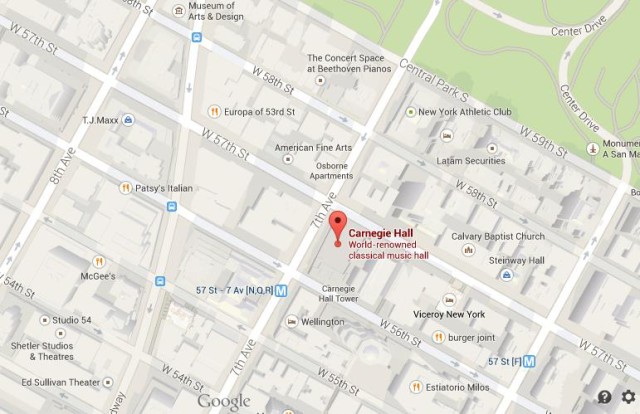 Museum of
Arts & Design
Center Drive
W 57th St
The Concert Space
at Beethoven Pianos
W 58th St
Central Park S
Center Drive
Europa of 53rd St
New York Athletic Club
T.J.Maxx
W 57th St
W 59th St
American Fine Arts
Monumen
A San Ma
Osborne
Apartments
Latam Securities
8th Ave
Patsy's Italian
W 58th St
Bo
7th Ave
Carnegie Hall
World-renowned
classical music hall
Calvary Baptist Church
Steinway Hall
McGee's
54th St
57 St - 7 Av [N,Q,R]
M
Carnegie
Hall Tower
Viceroy New York
Studio 54
Wellington
W 56th St
burger joint
W 57th St
Shetler Studios
& Theatres
7th Ave
57 St [F]
M
W 54th St
W 55th St
Ed Sullivan Theater
Estiatorio Milos
adway
Google